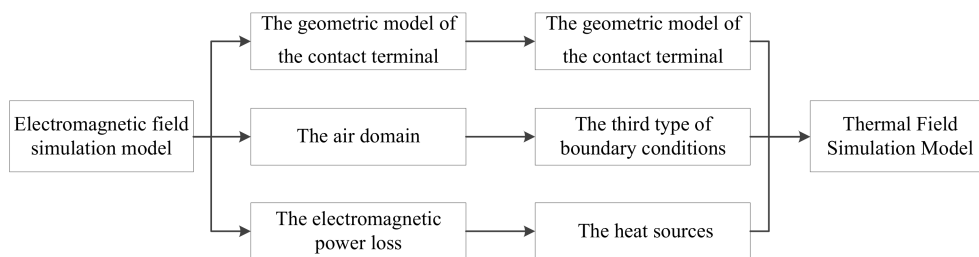 Electromagnetic field
simulation model
The geometric model of
the contact terminal
The air domain
The electromagnetic
power loss
The geometric model of
the contact terminal
The third type of
boundary conditions
The heat sources
Thermal Field
Simulation Model